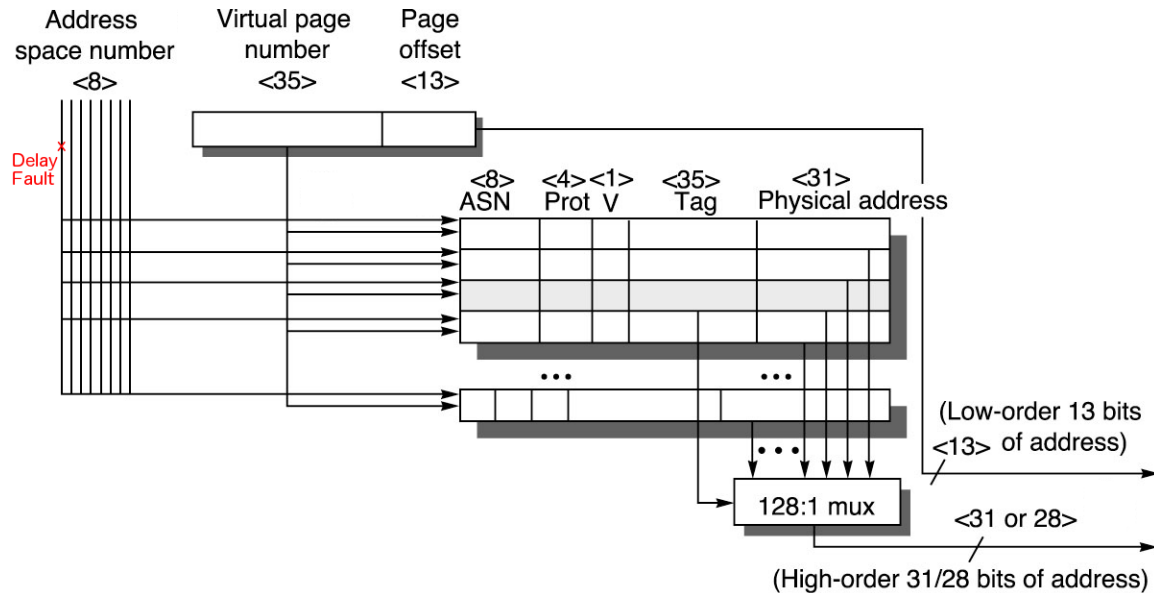 Address
space number
<8>
Virtual page
number
<35>
Page
offset
<13>
x
Delay
Fault
<8>
ASN
<4>
Prot
<1>
V
<35>
Tag
<31>
Physical address
•••
•••
•••
128:1 mux
(Low-order 13 bits
of address)
<13>
<31 or 28>
(High-order 31/28 bits of address)